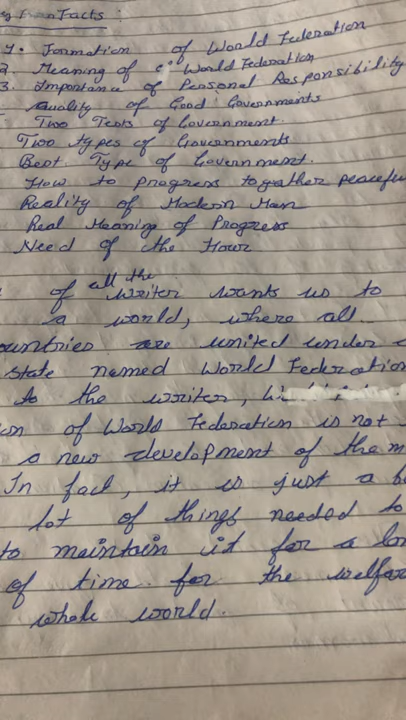 Facts :
1. Formation of World Federation
2. Meaning of World Federation
3. Importance of Personal Responsibility
Quality of Good Governments
Two Tests of Government.
Two types of Governments
Best Type of Government.
How to Progress togather peaceful
Reality of Modern Man
Real Meaning of Progress
Need of the Hour
of all the writer wants us to
a world, where all
ountries are united under
state named World Federation
to the writer,
of World Federation is not
a new development of the m
In fact, it is just a b
lot of things needed to
to maintain it for a lon
of time for the welfar
whole world.